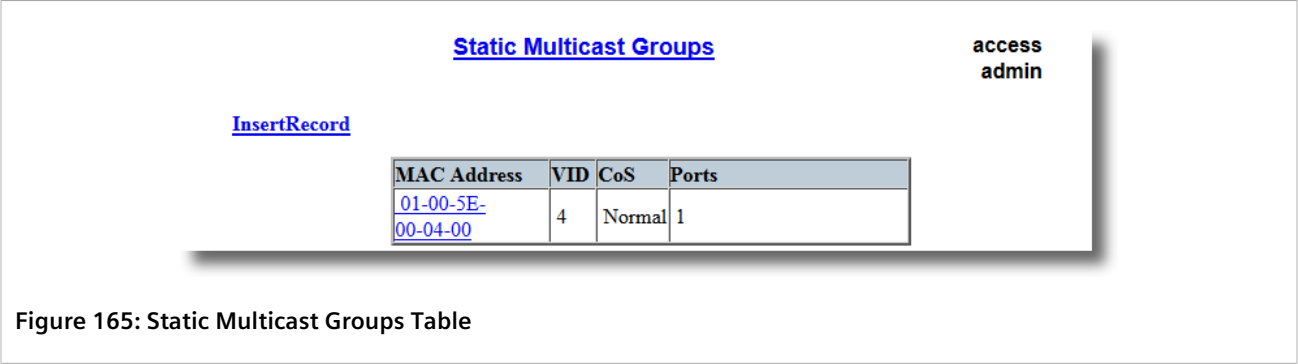 Static Multicast Groups
access
admin
InsertRecord
MAC Address VID CoS Ports
01-00-5E-
00-04-00 4 Normal 1
Figure 165: Static Multicast Groups Table